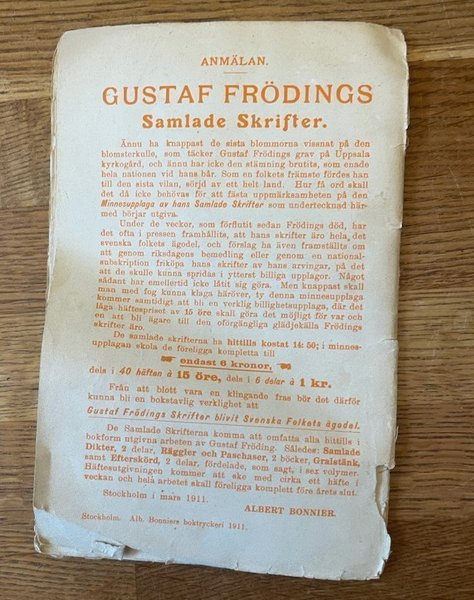 ANMÄLAN.
GUSTAF FRÖDINGS
Samlade Skrifter.
Ännu ha knappast de sista blommorna vissnat på den
blomsterkulle, som täcker Gustaf Frödings grav på Uppsala
kyrkogård, och ännu har icke den stämning brutits, som enade
hela nationen vid hans bår. Som en folkets främste fördes han
till den sista vilan, sörjd av ett helt land. Hur få ord skall
det då icke behövas för att fästa uppmärksamheten på den
Minnesupplaga av hans Samlade Skrifter som undertecknad här-
med börjar utgiva.
Under de veckor, som förflutit sedan Frödings död, har
det ofta i pressen framhållits, att hans skrifter äro hela det
svenska folkets ägodel, och förslag ha även framställts om
att genom riksdagens bemedling eller genom en national-
subskription friköpa hans skrifter av hans arvingar, på det
att de skulle kunna spridas i ytterst billiga upplagor. Något
sådant har emellertid icke låtit sig göra. Men knappast skall
man med fog kunna klaga häröver, ty denna minnesupplaga
kommer samtidigt att bli en verklig billighetsupplaga, där det
låga häftespriset av 15 öre skall göra det möjligt för var och
en att bli ägare till den oförgängliga glädjekälla Frödings
skrifter äro.
De samlade skrifterna ha hittills kostat 14: 50; i minnes-
upplagan skola de föreligga kompletta till
☛ endast 6 kronor, ☚
dels i 40 häften à 15 öre, dels i 6 delar à 1 kr.
Från att blott vara en klingande fras bör det därför
kunna bli en bokstavlig verklighet att
Gustaf Frödings Skrifter blivit Svenska Folkets ägodel.
De Samlade Skrifterna komma att omfatta alla hittills i
bokform utgivna arbeten av Gustaf Fröding. Således: Samlade
Dikter, 2 delar, Räggler och Paschaser, 2 böcker, Gralstänk,
samt Efterskörd, 2 delar, fördelade, som sagt, i sex volymer.
Häftesutgivningen kommer att ske med cirka ett häfte i
veckan och hela arbetet skall föreligga komplett före årets slut.
Stockholm i mars 1911.
ALBERT BONNIER.
Stockholm. Alb. Bonniers boktryckeri 1911.